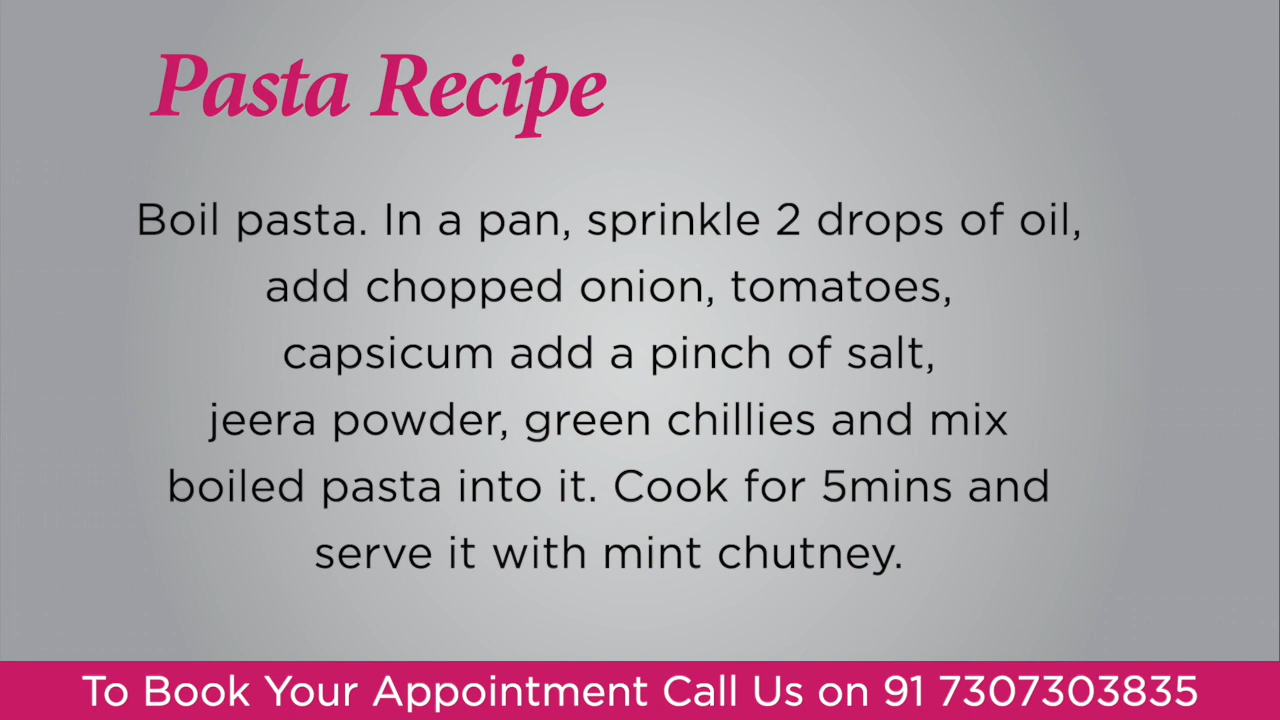 Pasta Recipe
Boil pasta. In a pan, sprinkle 2 drops of oil,
add chopped onion, tomatoes,
capsicum add a pinch of salt,
jeera powder, green chillies and mix
boiled pasta into it. Cook for 5mins and
serve it with mint chutney.
To Book Your Appointment Call Us on 91 7307303835